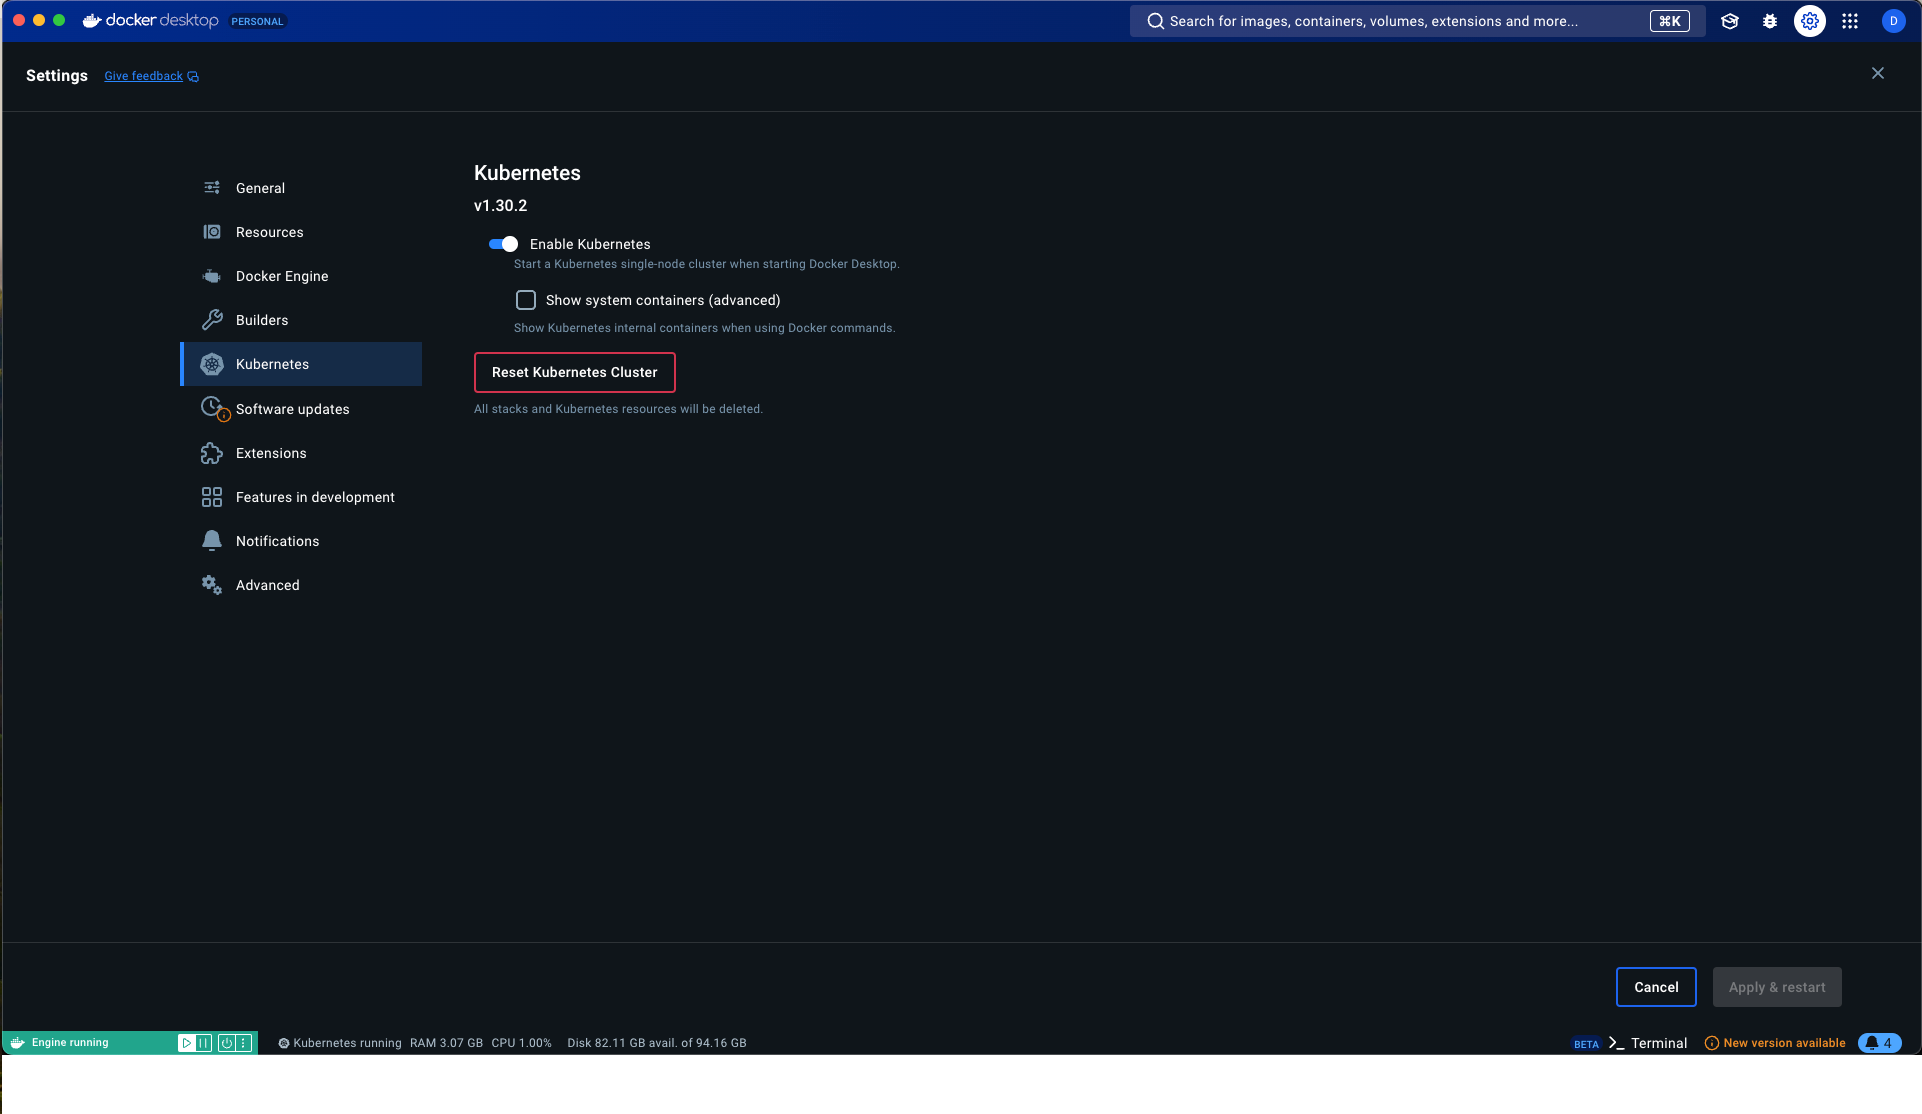 docker desktop PERSONAL
Search for images, containers, volumes, extensions and more... ⌘K
D
Settings Give feedback
General
Resources
Docker Engine
Builders
Kubernetes
Software updates
Extensions
Features in development
Notifications
Advanced
Kubernetes
v1.30.2
Enable Kubernetes
Start a Kubernetes single-node cluster when starting Docker Desktop.
Show system containers (advanced)
Show Kubernetes internal containers when using Docker commands.
Reset Kubernetes Cluster
All stacks and Kubernetes resources will be deleted.
Cancel Apply & restart
Engine running Kubernetes running RAM 3.07 GB CPU 1.00% Disk 82.11 GB avail. of 94.16 GB BETA Terminal New version available 4